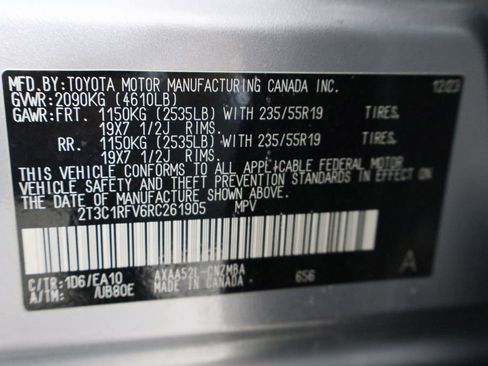 MFD.BY:TOYOTA MOTOR MANUFACTURING CANADA INC. 12/23
GVWR:2090KG (4610LB)
GAWR:FRT. 1150KG (2535LB) WITH 235/55R19 TIRES.
19X7 1/2J RIMS.
RR. 1150KG (2535LB) WITH 235/55R19 TIRES.
19X7 1/2J RIMS.
THIS VEHICLE CONFORMS TO ALL APPLICABLE FEDERAL MOTOR
VEHICLE SAFETY AND THEFT PREVENTION STANDARDS IN EFFECT ON
THE DATE OF MANUFACTURE SHOWN ABOVE.
2T3C1RFV6RC261905 MPV
C/TR:1D6/EA10 AXAA52L-CNZMBA 6S6 A
A/TM: /UB80E MADE IN CANADA